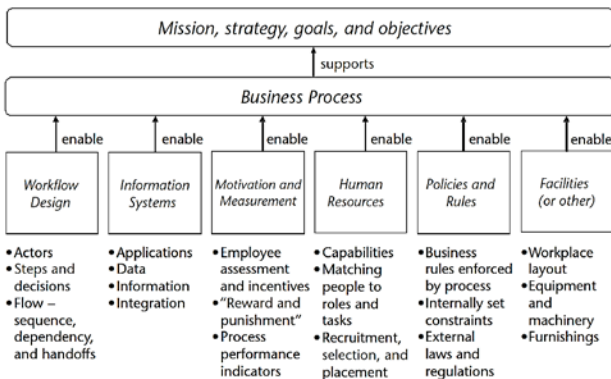 Mission, strategy, goals, and objectives
supports
Business Process
enable
enable
enable
enable
enable
enable
Workflow
Design
Information
Systems
Motivation and
Measurement
Human
Resources
Policies and
Rules
Facilities
(or other)
•Actors
•Steps and
decisions
•Flow –
sequence,
dependency,
and handoffs
•Applications
•Data
•Information
•Integration
•Employee
assessment
and incentives
•“Reward and
punishment”
•Process
performance
indicators
•Capabilities
•Matching
people to
roles and
tasks
•Recruitment,
selection, and
placement
•Business
rules enforced
by process
•Internally set
constraints
•External
laws and
regulations
•Workplace
layout
•Equipment
and
machinery
•Furnishings